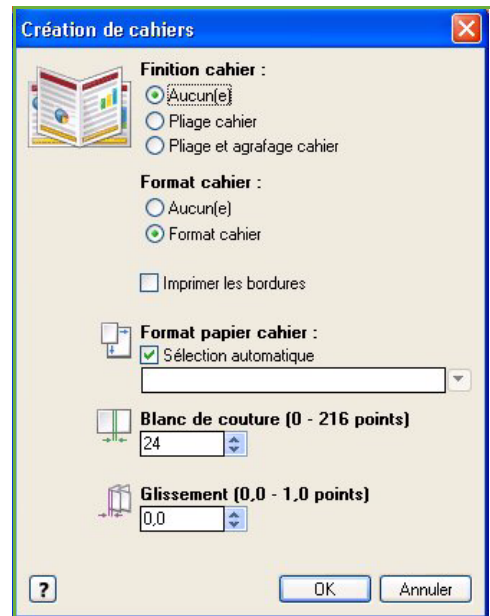 Création de cahiers
Finition cahier :
Aucun(e)
Pliage cahier
Pliage et agrafage cahier
Format cahier :
Aucun(e)
Format cahier
Imprimer les bordures
Format papier cahier :
Sélection automatique
Blanc de couture (0 - 216 points)
24
Glissement (0,0 - 1,0 points)
0,0
? OK Annuler